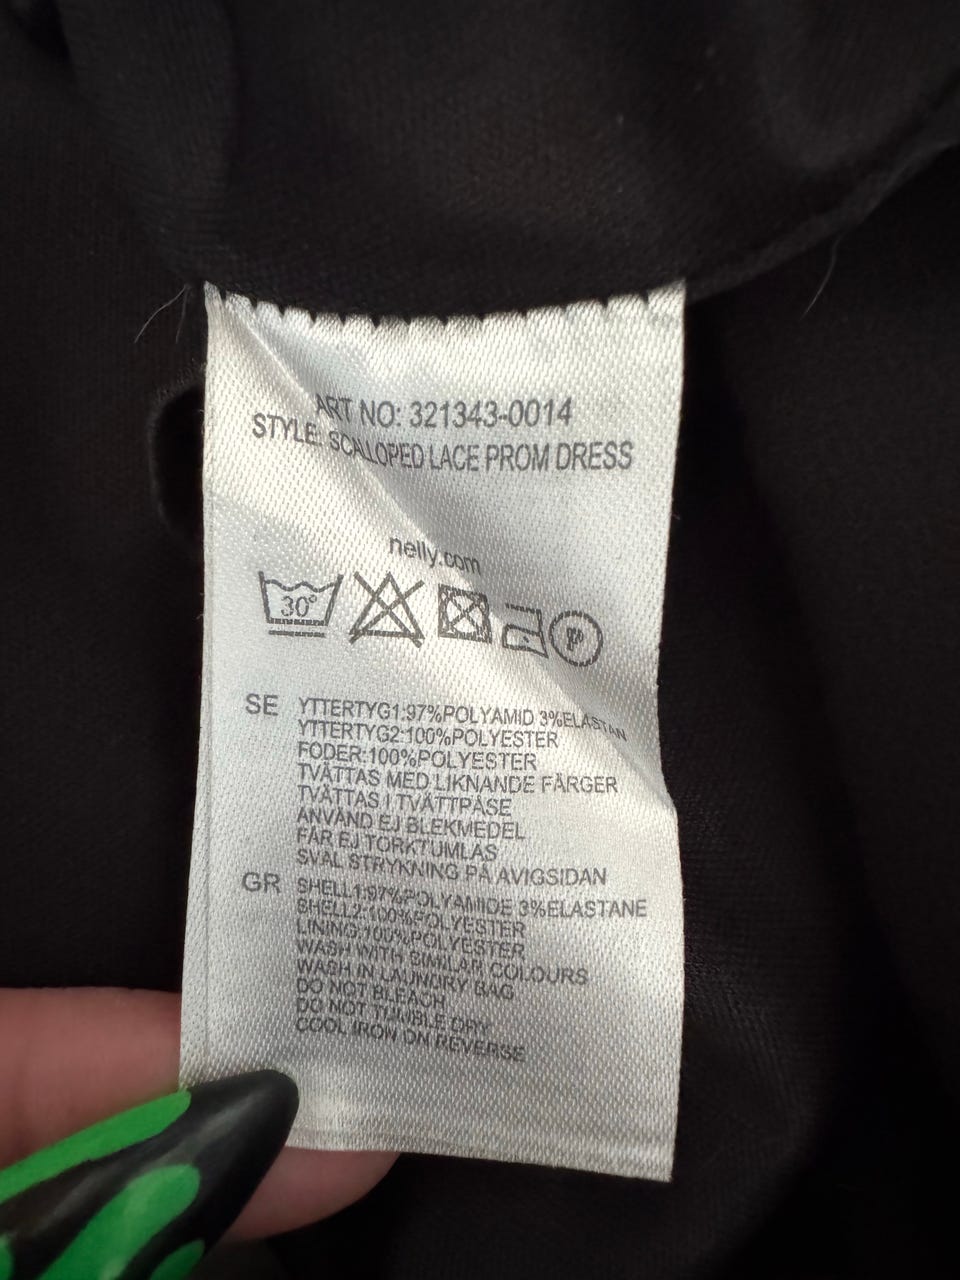 ART NO: 321343-0014
STYLE: SCALLOPED LACE PROM DRESS
nelly.com
30°
P
SE YTTERTYG1:97%POLYAMID 3%ELASTAN
YTTERTYG2:100%POLYESTER
FODER:100%POLYESTER
TVÄTTAS MED LIKNANDE FÄRGER
TVÄTTAS I TVÄTTPÅSE
ANVÄND EJ BLEKMEDEL
FÅR EJ TORKTUMLAS
SVAL STRYKNING PÅ AVIGSIDAN
GR SHELL1:97%POLYAMIDE 3%ELASTANE
SHELL2:100%POLYESTER
LINING:100%POLYESTER
WASH WITH SIMILAR COLOURS
WASH IN LAUNDRY BAG
DO NOT BLEACH
DO NOT TUMBLE DRY
COOL IRON ON REVERSE